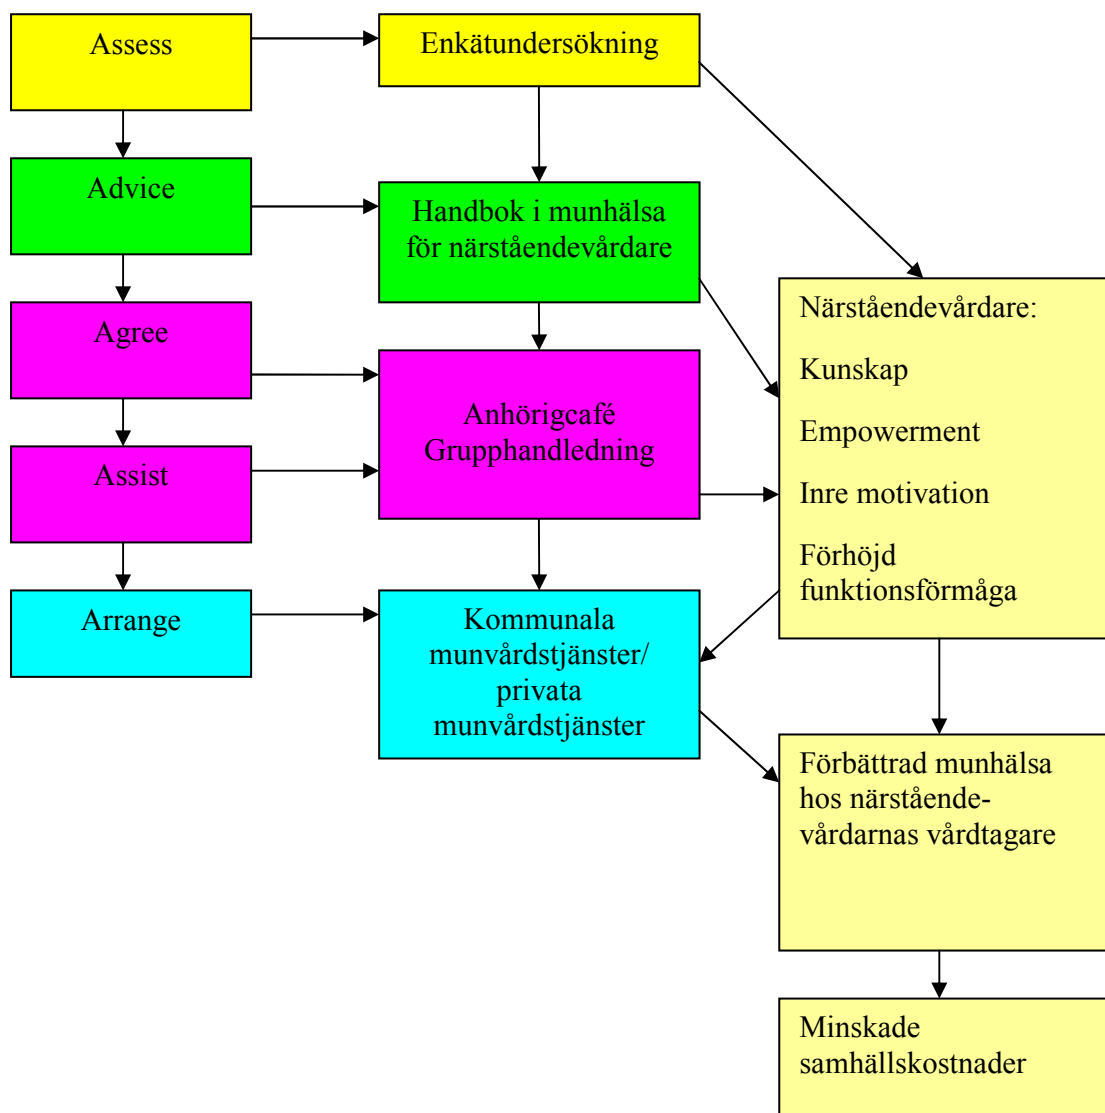 Assess
Enkätundersökning
Advice
Handbok i munhälsa
för närståendevårdare
Agree
Anhörigcafé
Grupphandledning
Assist
Arrange
Kommunala
munvårdstjänster/
privata
munvårdstjänster
Närståendevårdare:
Kunskap
Empowerment
Inre motivation
Förhöjd
funktionsförmåga
Förbättrad munhälsa
hos närstående-
vårdarnas vårdtagare
Minskade
samhällskostnader